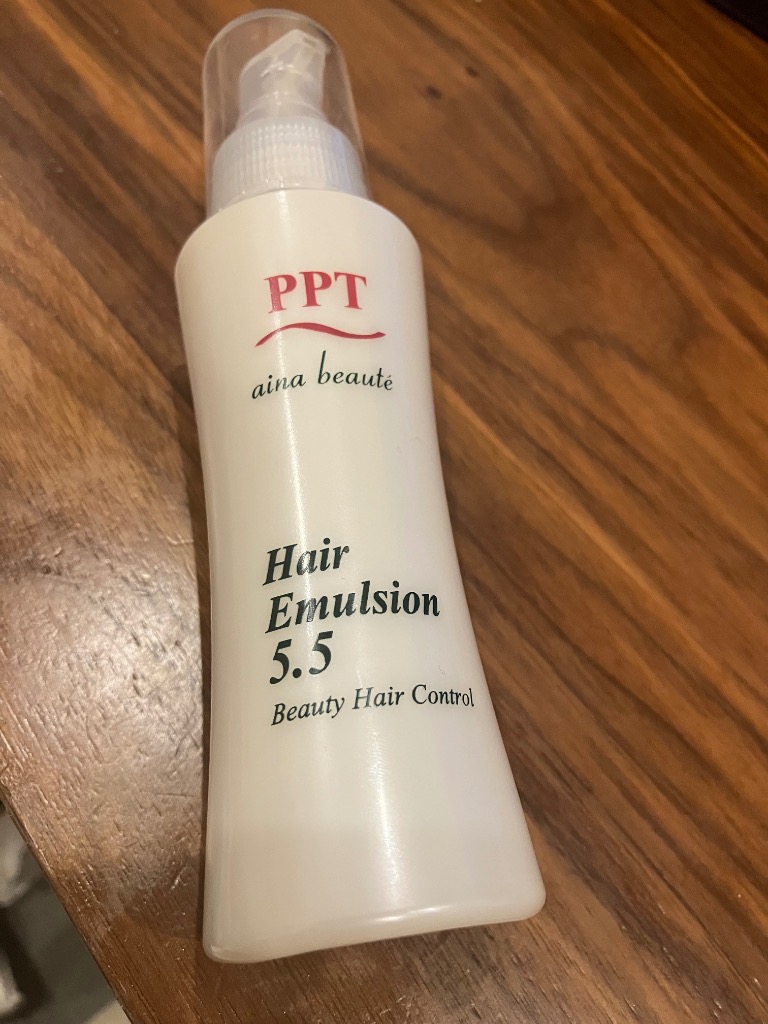 PPT
aina beauté
Hair
Emulsion
5.5
Beauty Hair Control